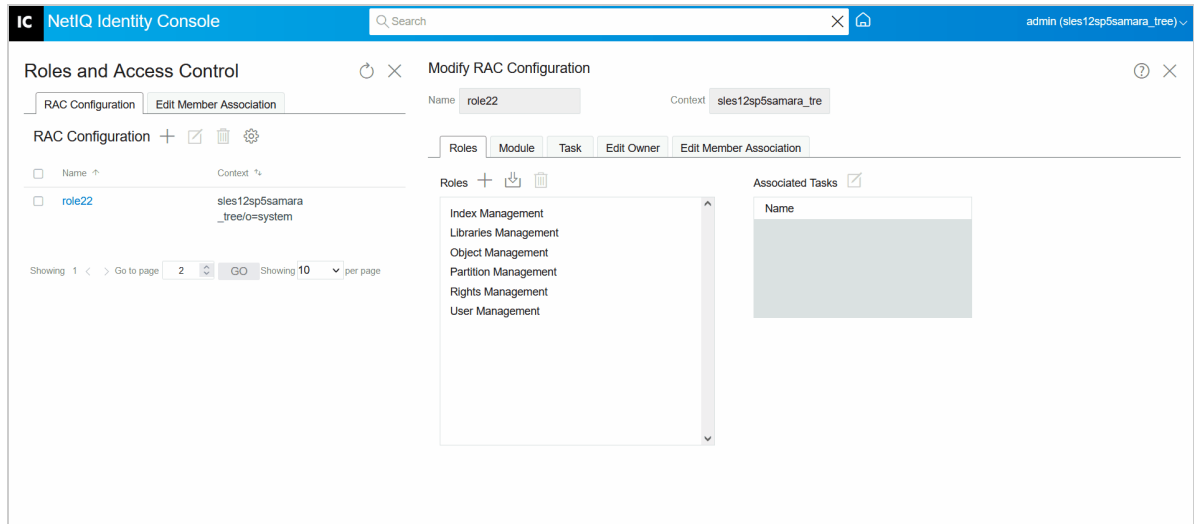 IC NetIQ Identity Console
Search
admin (sles12sp5samara_tree)
Roles and Access Control
RAC Configuration Edit Member Association
RAC Configuration
Name Context
role22 sles12sp5samara
_tree/o=system
Showing 1 Go to page 2 GO Showing 10 per page
Modify RAC Configuration
Name role22 Context sles12sp5samara_tre
Roles Module Task Edit Owner Edit Member Association
Roles
Index Management
Libraries Management
Object Management
Partition Management
Rights Management
User Management
Associated Tasks
Name